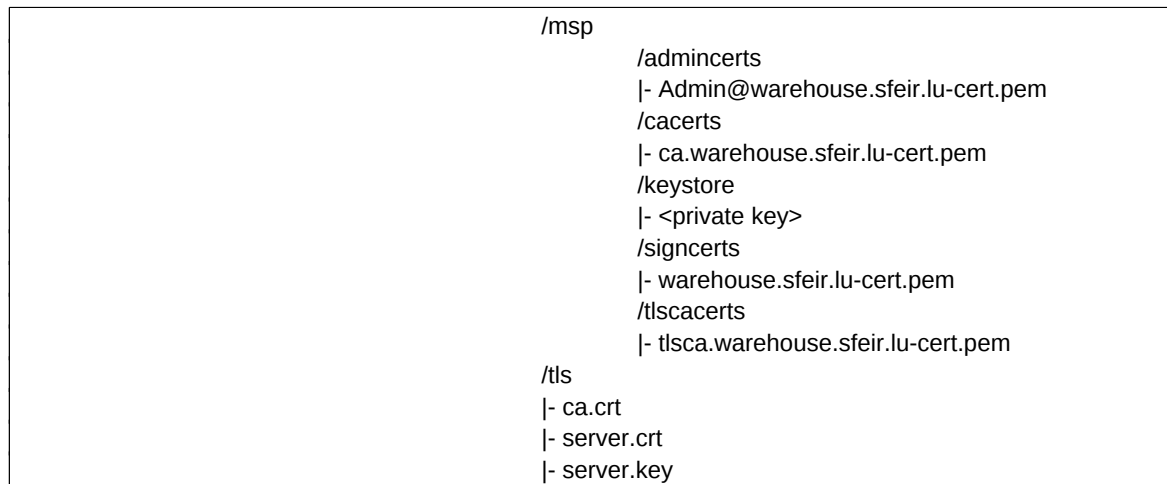 /msp
/admincerts
|- Admin@warehouse.sfeir.lu-cert.pem
/cacerts
|- ca.warehouse.sfeir.lu-cert.pem
/keystore
|- <private key>
/signcerts
|- warehouse.sfeir.lu-cert.pem
/tlscacerts
|- tlsca.warehouse.sfeir.lu-cert.pem
/tls
|- ca.crt
|- server.crt
|- server.key